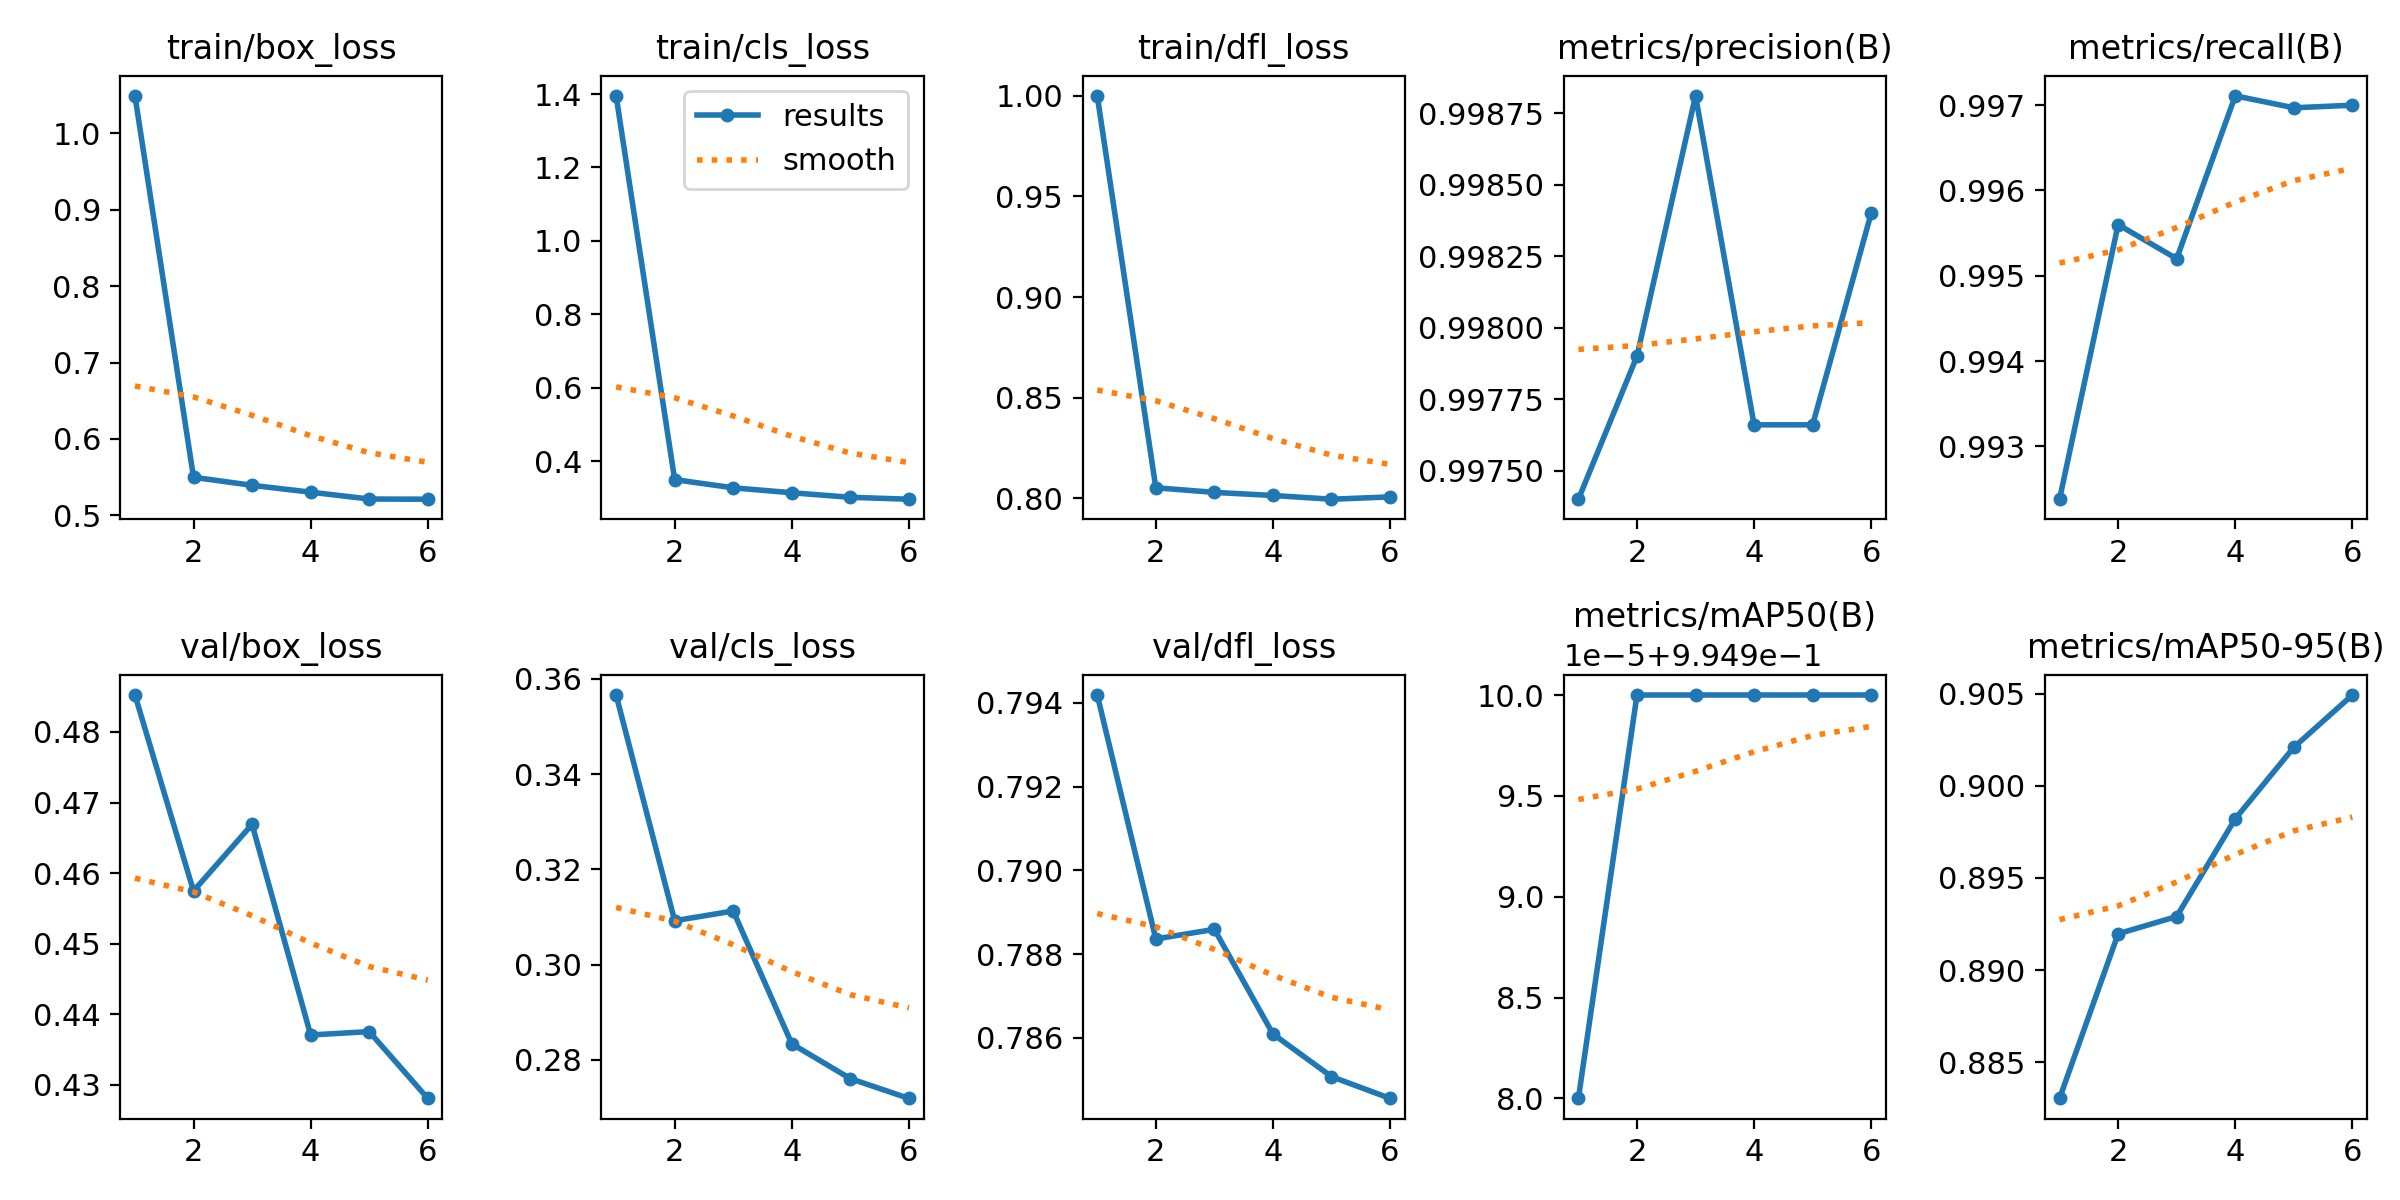 train/box_loss
1.0
0.9
0.8
0.7
0.6
0.5
2 4 6
train/cls_loss
results
smooth
1.4
1.2
1.0
0.8
0.6
0.4
2 4 6
train/dfl_loss
1.00
0.95
0.90
0.85
0.80
2 4 6
metrics/precision(B)
0.99875
0.99850
0.99825
0.99800
0.99775
0.99750
2 4 6
metrics/recall(B)
0.997
0.996
0.995
0.994
0.993
2 4 6
val/box_loss
0.48
0.47
0.46
0.45
0.44
0.43
2 4 6
val/cls_loss
0.36
0.34
0.32
0.30
0.28
2 4 6
val/dfl_loss
0.794
0.792
0.790
0.788
0.786
2 4 6
metrics/mAP50(B)
1e−5+9.949e−1
10.0
9.5
9.0
8.5
8.0
2 4 6
metrics/mAP50-95(B)
0.905
0.900
0.895
0.890
0.885
2 4 6